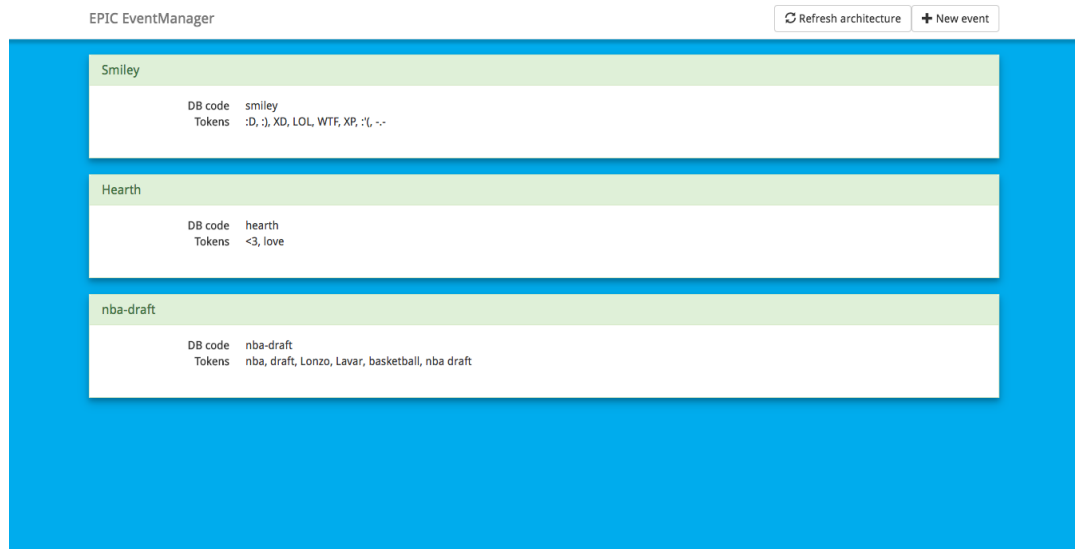 EPIC EventManager
Refresh architecture
New event
Smiley
DB code smiley
Tokens :D, :), XD, LOL, WTF, XP, :'(, -.-
Hearth
DB code hearth
Tokens <3, love
nba-draft
DB code nba-draft
Tokens nba, draft, Lonzo, Lavar, basketball, nba draft